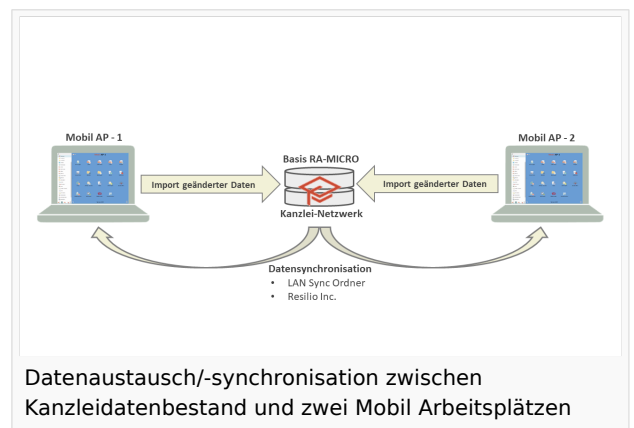 Mobil AP - 1
Mobil AP - 2
Basis RA-MICRO
Import geänderter Daten
Import geänderter Daten
Kanzlei-Netzwerk
Datensynchronisation
• LAN Sync Ordner
• Resilio Inc.
Datenaustausch/-synchronisation zwischen
Kanzleidatenbestand und zwei Mobil Arbeitsplätzen